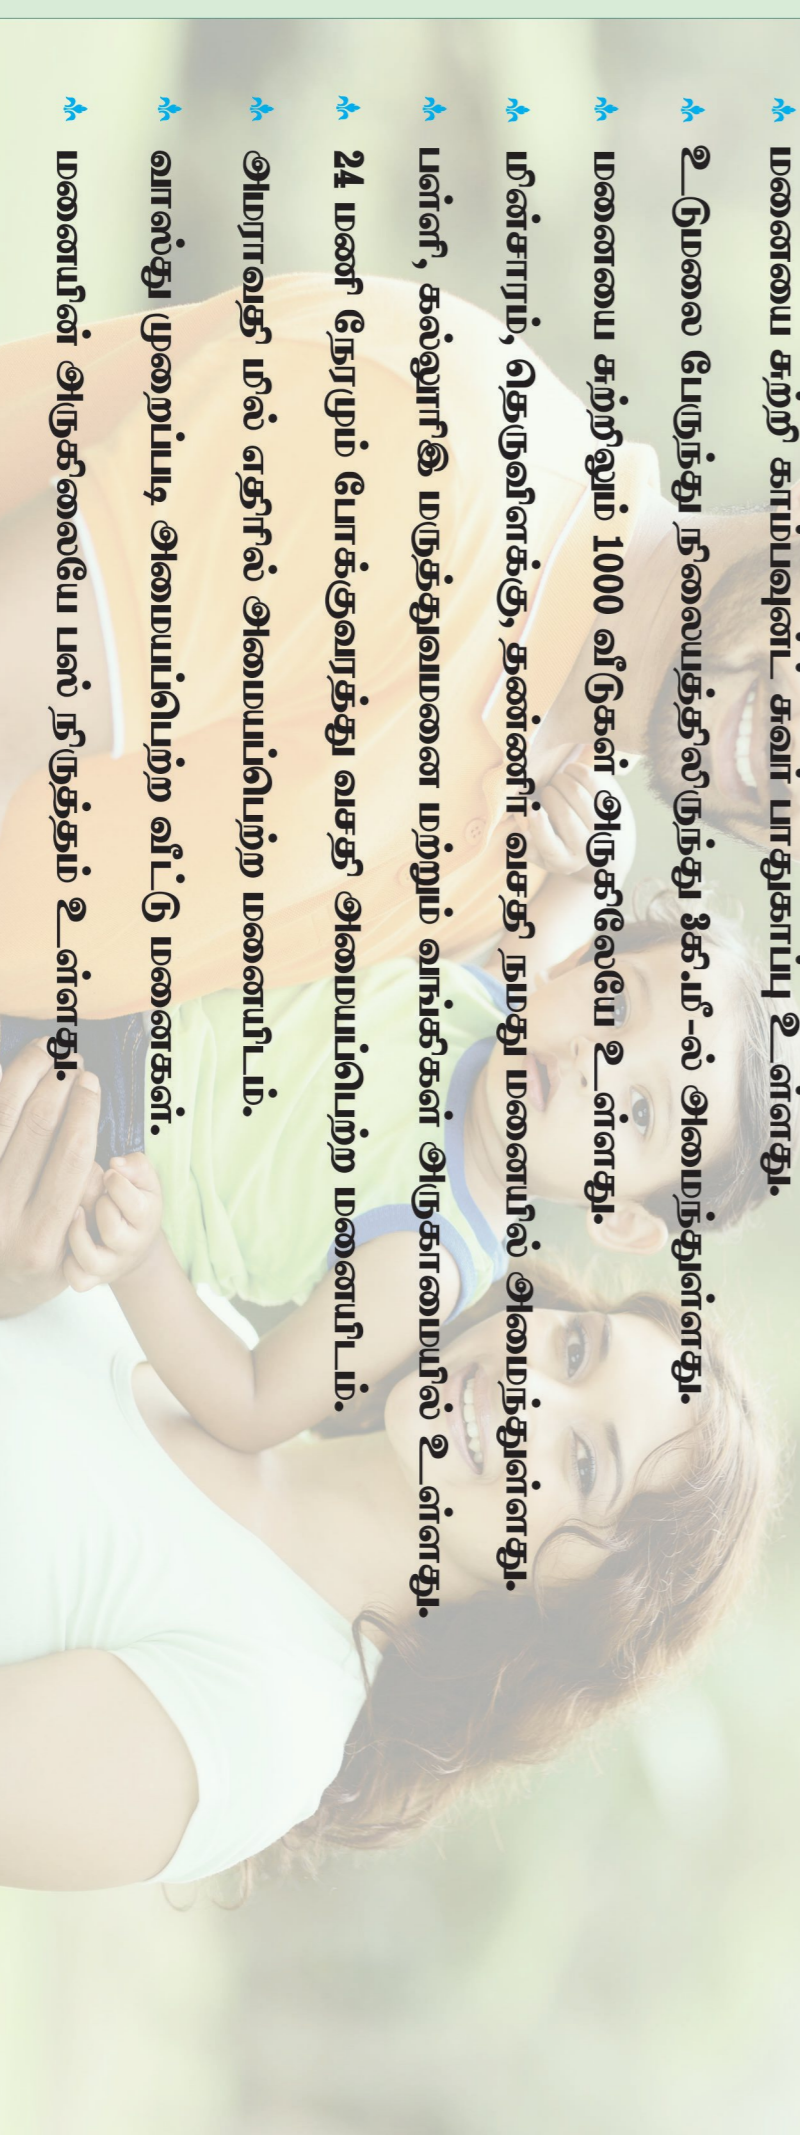 மனையை சுற்றி காம்பவுண்ட் சுவர் பாதுகாப்பு உள்ளது.
உடுமலை பேருந்து நிலையத்திலிருந்து 3கி.மீ-ல் அமைந்துள்ளது.
மனையை சுற்றிலும் 1000 வீடுகள் அருகிலேயே உள்ளது.
மின்சாரம், தெருவிளக்கு, தண்ணீர் வசதி நமது மனையில் அமைந்துள்ளது.
பள்ளி, கல்லூரிஇ மருத்துவமனை மற்றும் வங்கிகள் அருகாமையில் உள்ளது.
24 மணி நேரமும் போக்குவரத்து வசதி அமையப்பெற்ற மனையிடம்.
அமராவதி மில் எதிரில் அமையப்பெற்ற மனையிடம்.
வாஸ்து முறைப்படி அமையப்பெற்ற வீட்டு மனைகள்.
மனையின் அருகிலையே பஸ் நிருத்தம் உள்ளது.